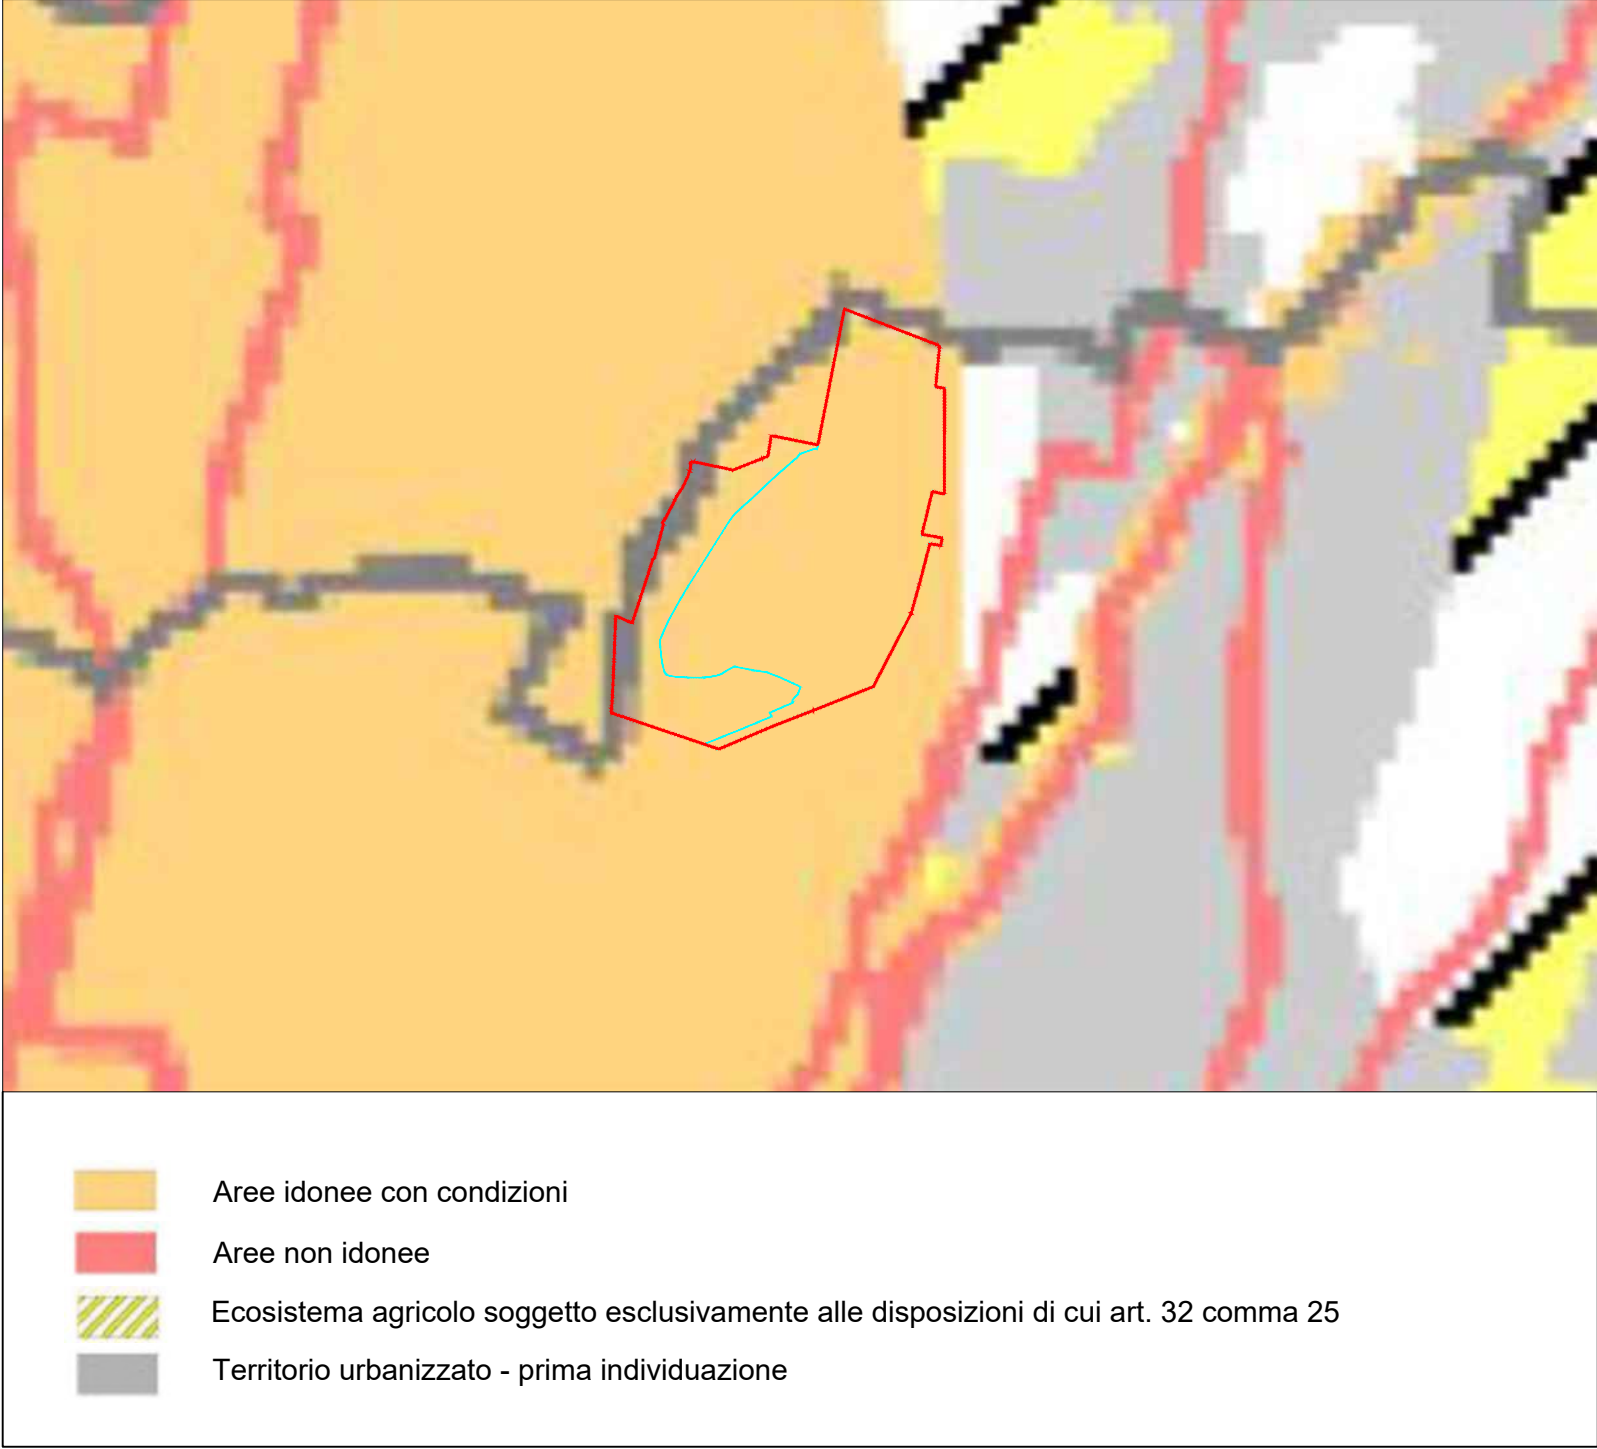 Aree idonee con condizioni
Aree non idonee
Ecosistema agricolo soggetto esclusivamente alle disposizioni di cui art. 32 comma 25
Territorio urbanizzato - prima individuazione